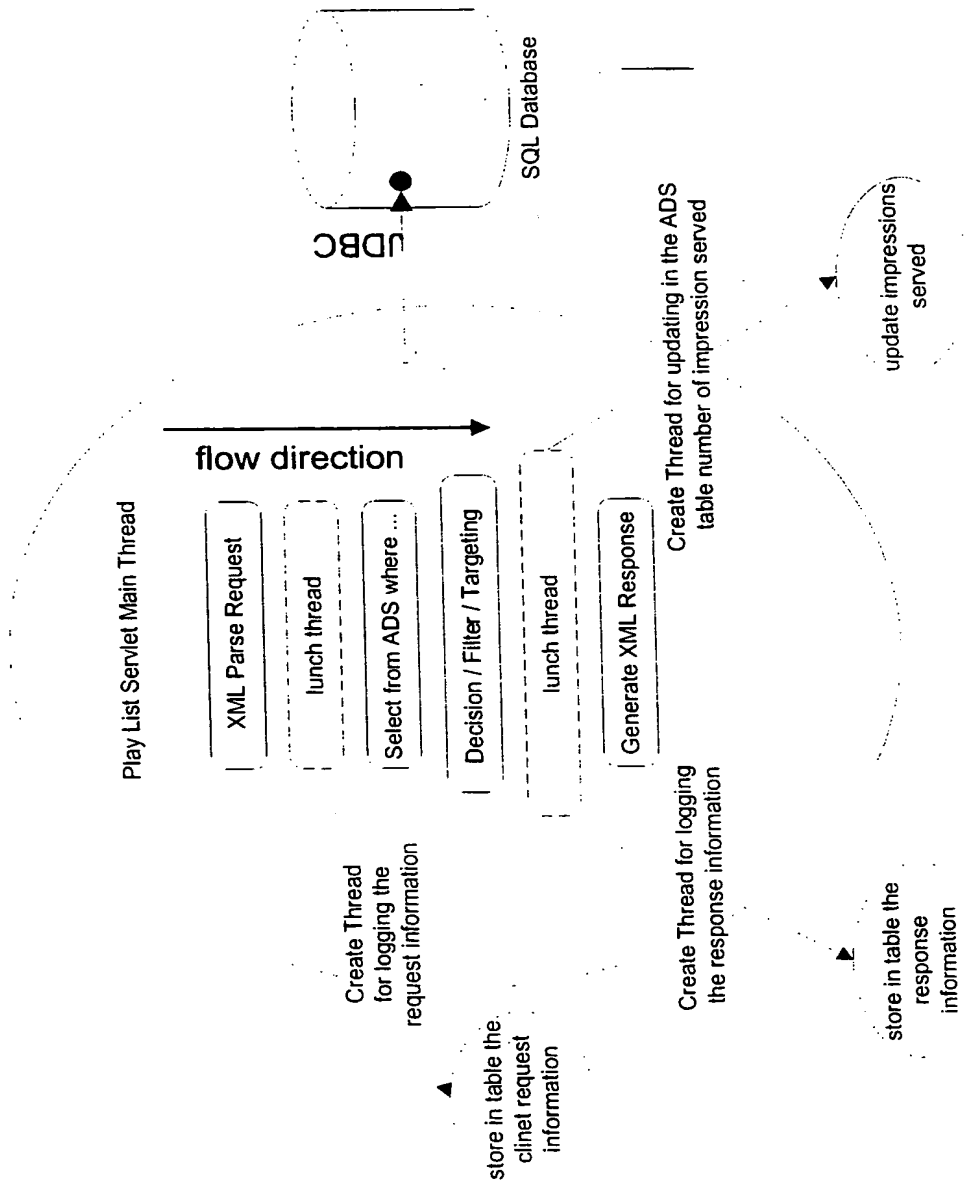 Play List Servlet Main Thread
flow direction
XML Parse Request
lunch thread
Select from ADS where ...
Decision / Filter / Targeting
lunch thread
Generate XML Response
JDBC
SQL Database
Create Thread
for logging the
request information
store in table the
clinet request
information
Create Thread for logging
the response information
store in table the
response
information
Create Thread for updating in the ADS
table number of impression served
update impressions
served